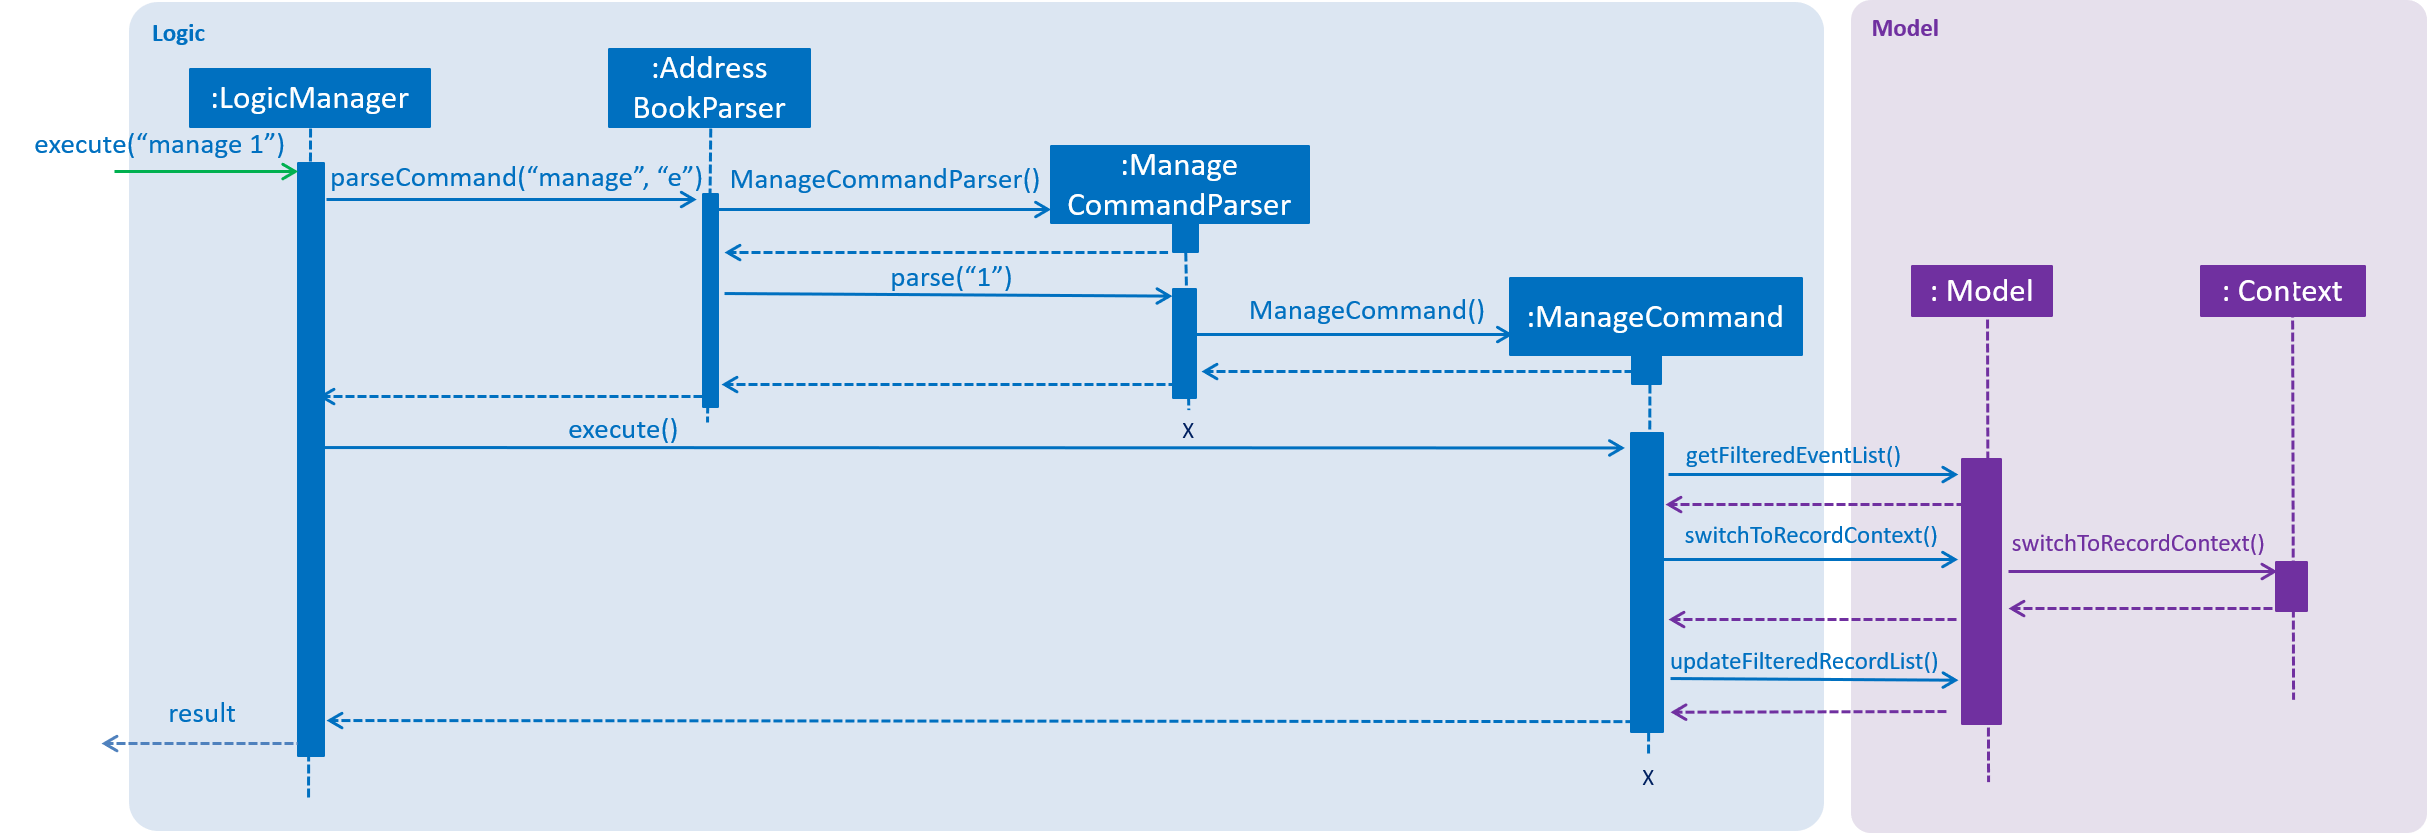 Logic
Model
:LogicManager
:Address
BookParser
execute(“manage 1”)
parseCommand(“manage”, “e”)
ManageCommandParser()
:Manage
CommandParser
parse(“1”)
ManageCommand()
:ManageCommand
: Model
: Context
execute()
X
getFilteredEventList()
switchToRecordContext()
switchToRecordContext()
updateFilteredRecordList()
result
X